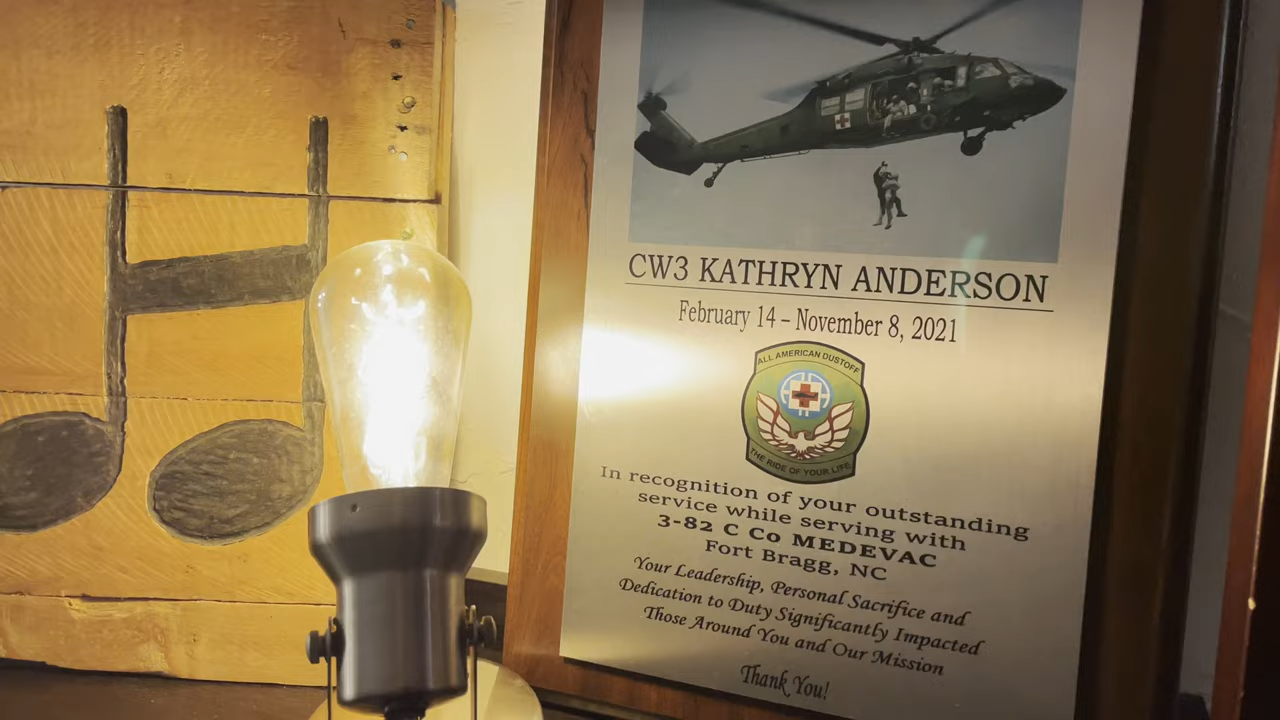 CW3 KATHRYN ANDERSON
February 14 – November 8, 2021
ALL AMERICAN DUSTOFF
THE RIDE OF YOUR LIFE
In recognition of your outstanding
service while serving with
3-82 C Co MEDEVAC
Fort Bragg, NC
Your Leadership, Personal Sacrifice and
Dedication to Duty Significantly Impacted
Those Around You and Our Mission
Thank You!